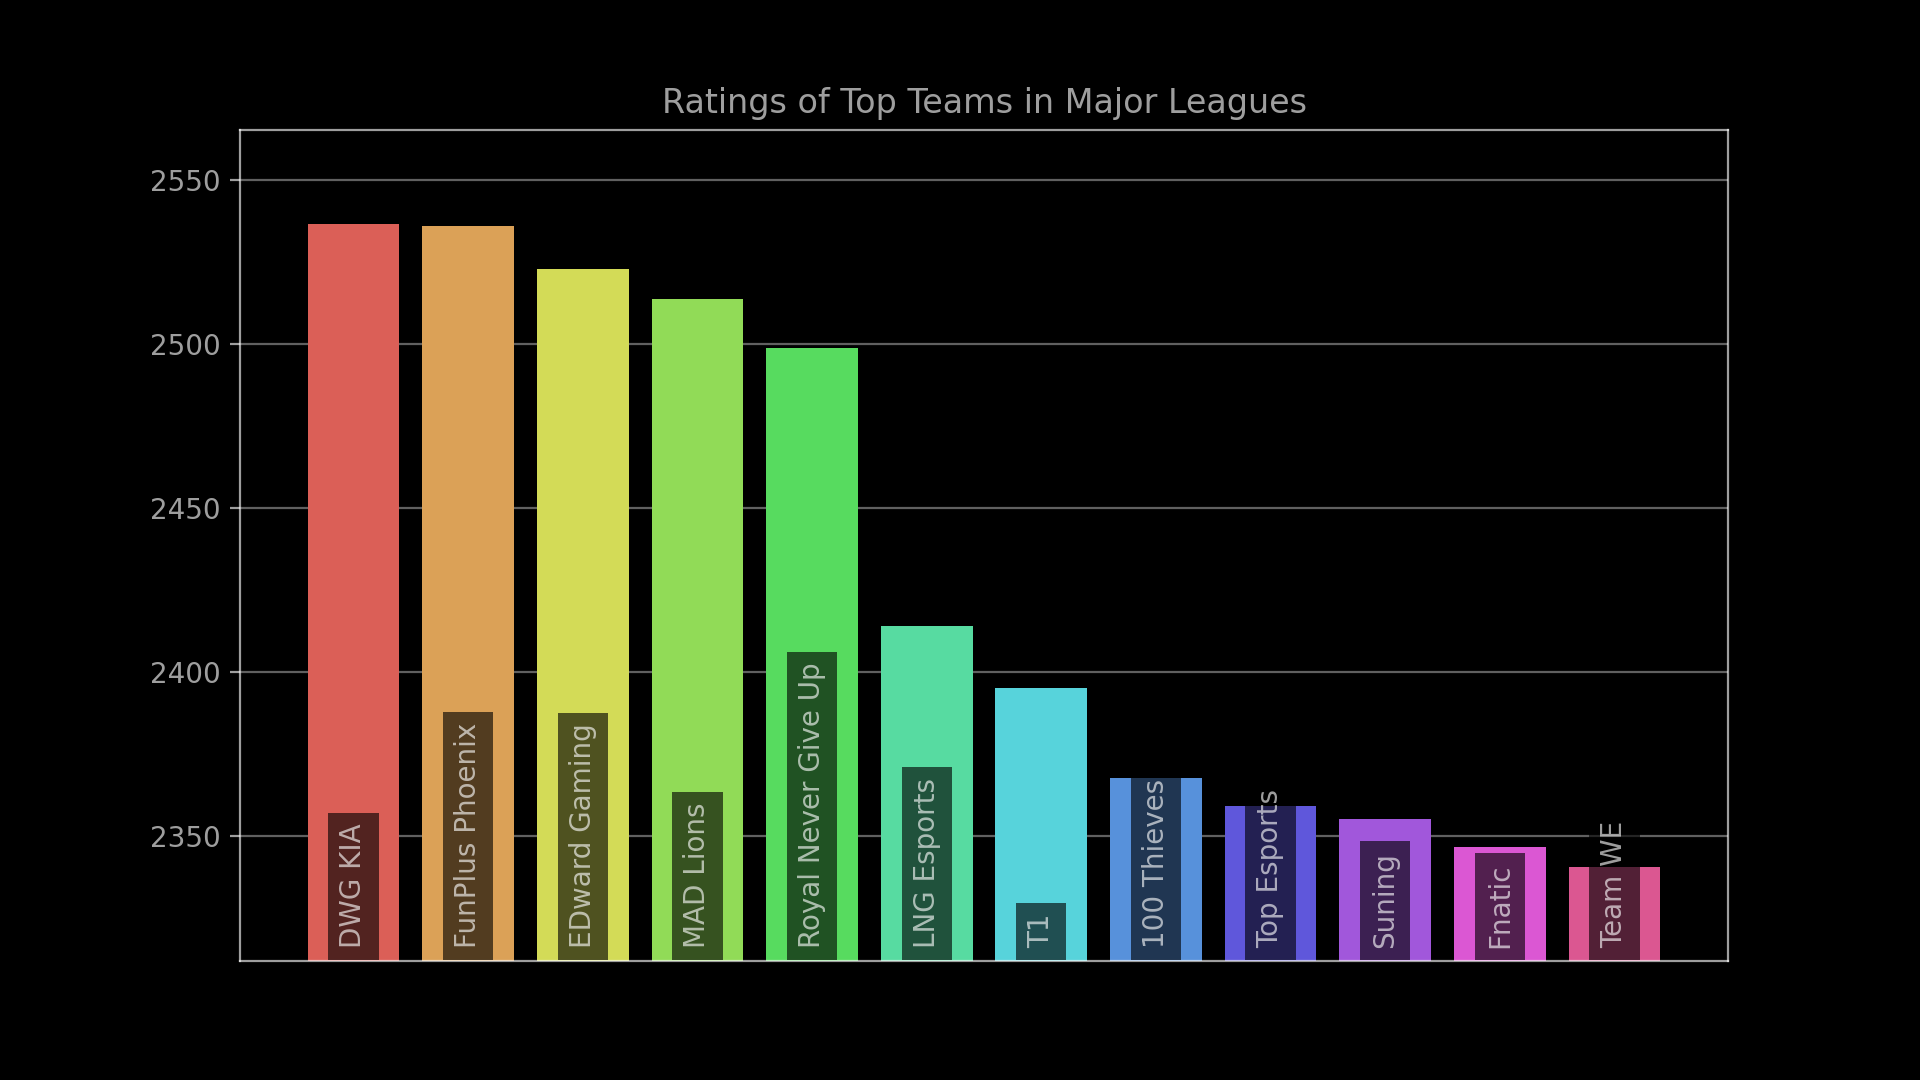 Ratings of Top Teams in Major Leagues
2550
2500
2450
2400
2350
DWG KIA
FunPlus Phoenix
EDward Gaming
MAD Lions
Royal Never Give Up
LNG Esports
T1
100 Thieves
Top Esports
Suning
Fnatic
Team WE